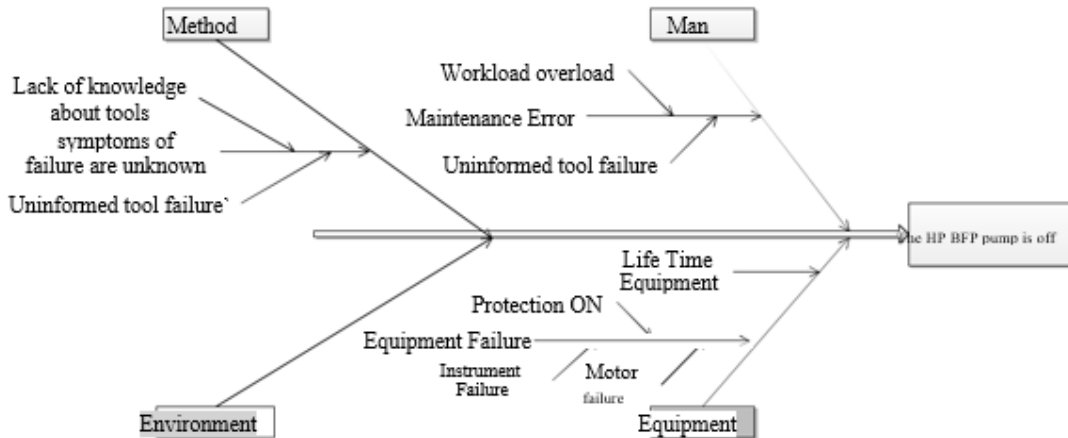 Method
Man
Workload overload
Lack of knowledge
about tools
Maintenance Error
symptoms of
failure are unknown
Uninformed tool failure
Uninformed tool failure`
HP BFP pump is off
Life Time
Equipment
Protection ON
Equipment Failure
Instrument
Failure
Motor
failure
Environment
Equipment